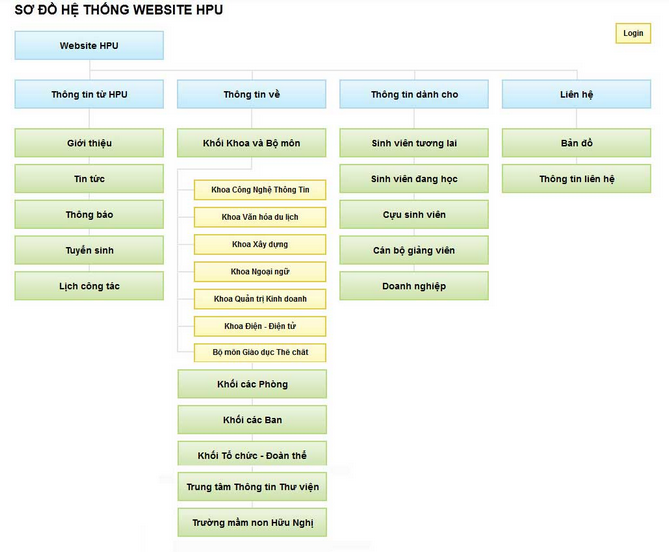 SƠ ĐỒ HỆ THỐNG WEBSITE HPU
Login
Website HPU
Thông tin từ HPU
Giới thiệu
Tin tức
Thông báo
Tuyển sinh
Lịch công tác
Thông tin về
Khối Khoa và Bộ môn
Khoa Công Nghệ Thông Tin
Khoa Văn hóa du lịch
Khoa Xây dựng
Khoa Ngoại ngữ
Khoa Quản trị Kinh doanh
Khoa Điện - Điện tử
Bộ môn Giáo dục Thể chất
Khối các Phòng
Khối các Ban
Khối Tổ chức - Đoàn thể
Trung tâm Thông tin Thư viện
Trường mầm non Hữu Nghị
Thông tin dành cho
Sinh viên tương lai
Sinh viên đang học
Cựu sinh viên
Cán bộ giảng viên
Doanh nghiệp
Liên hệ
Bản đồ
Thông tin liên hệ